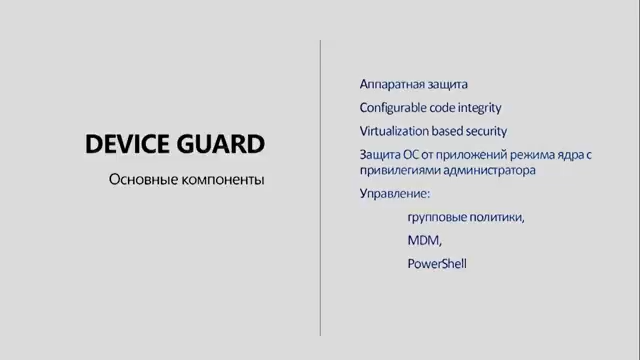 DEVICE GUARD
Основные компоненты
Аппаратная защита
Configurable code integrity
Virtualization based security
Защита ОС от приложений режима ядра с
привилегиями администратора
Управление:
групповые политики,
MDM,
PowerShell